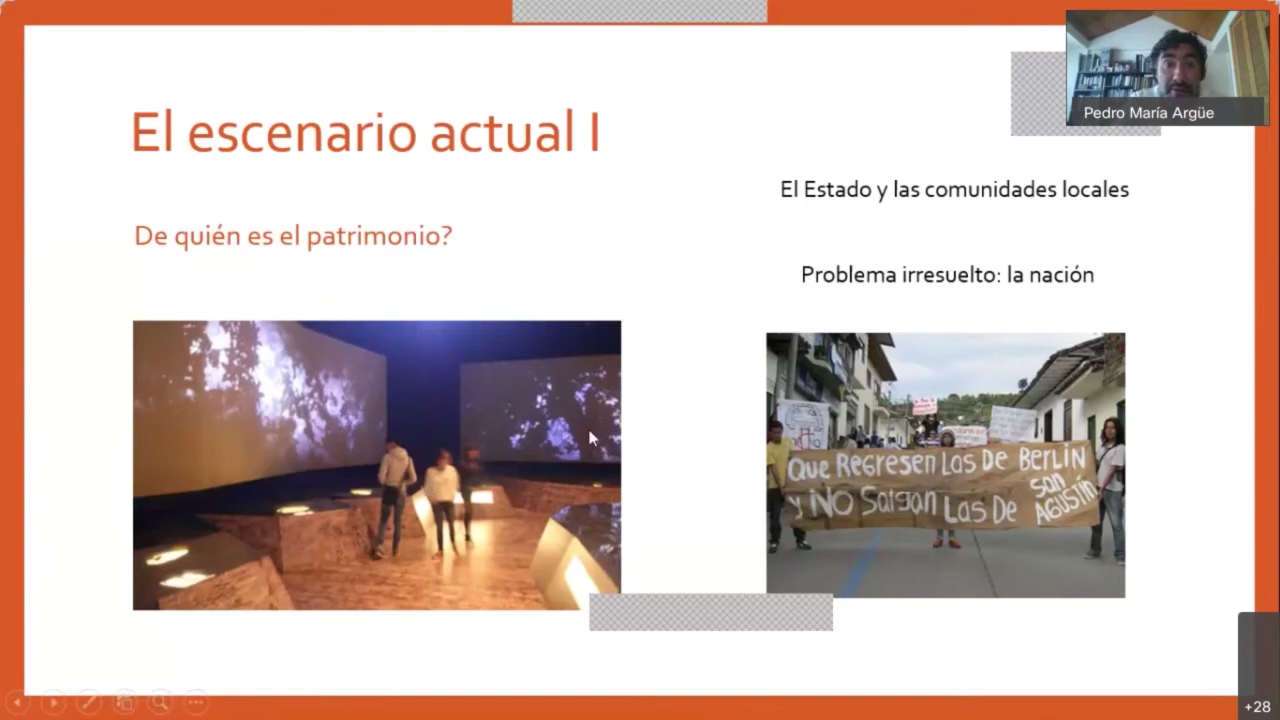 El escenario actual I
Pedro María Argüe
El Estado y las comunidades locales
De quién es el patrimonio?
Problema irresuelto: la nación
QUE REGRESEN LAS DE BERLIN
y NO Salgan LAS DE SAN
AGUSTÍN
+28